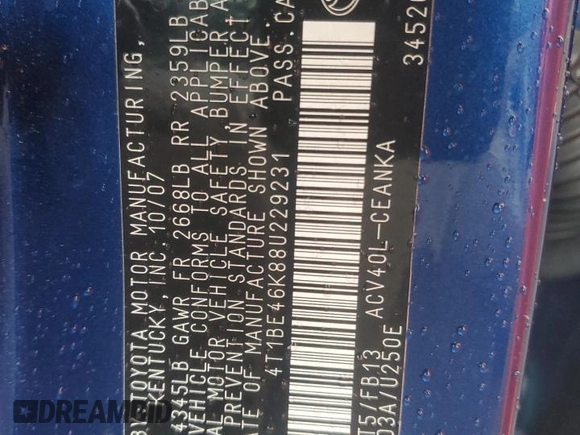 BY TOYOTA MOTOR MANUFACTURING,
KENTUCKY, INC. 10/07
4245LB GAWR FR 2668LB RR 2359LB
VEHICLE CONFORMS TO ALL APPLICAB
AL MOTOR VEHICLE SAFETY BUMPER A
PREVENTION STANDARDS IN EFFECT
ATE OF MANUFACTURE SHOWN ABOVE
4T1BE46K88U229231 PASS.CA
T5/FB13 ACV40L-CEANKA
03A/U250E
3452
DREAMBID